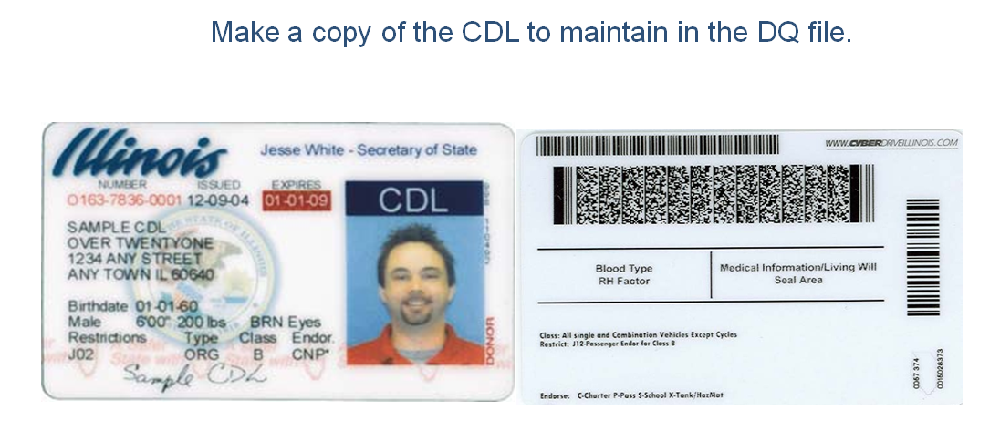 Make a copy of the CDL to maintain in the DQ file.
Illinois
Jesse White - Secretary of State
NUMBER ISSUED EXPIRES
O163-7836-0001 12-09-04 01-01-09
CDL
SAMPLE CDL
OVER TWENTYONE
1234 ANY STREET
ANY TOWN IL 60640
Birthdate 01-01-60
Male 6'00" 200 lbs BRN Eyes
Restrictions Type Class Endor.
J02 ORG B CNP*
Sample CDL
DONOR
WWW.CYBERDRIVEILLINOIS.COM
Blood Type
RH Factor
Medical Information/Living Will
Seal Area
Class: All single and Combination Vehicles Except Cycles
Restrict: J12-Passenger Endor for Class B
Endorse: C-Charter P-Pass S-School X-Tank/HazMat
0067 374
0016028373